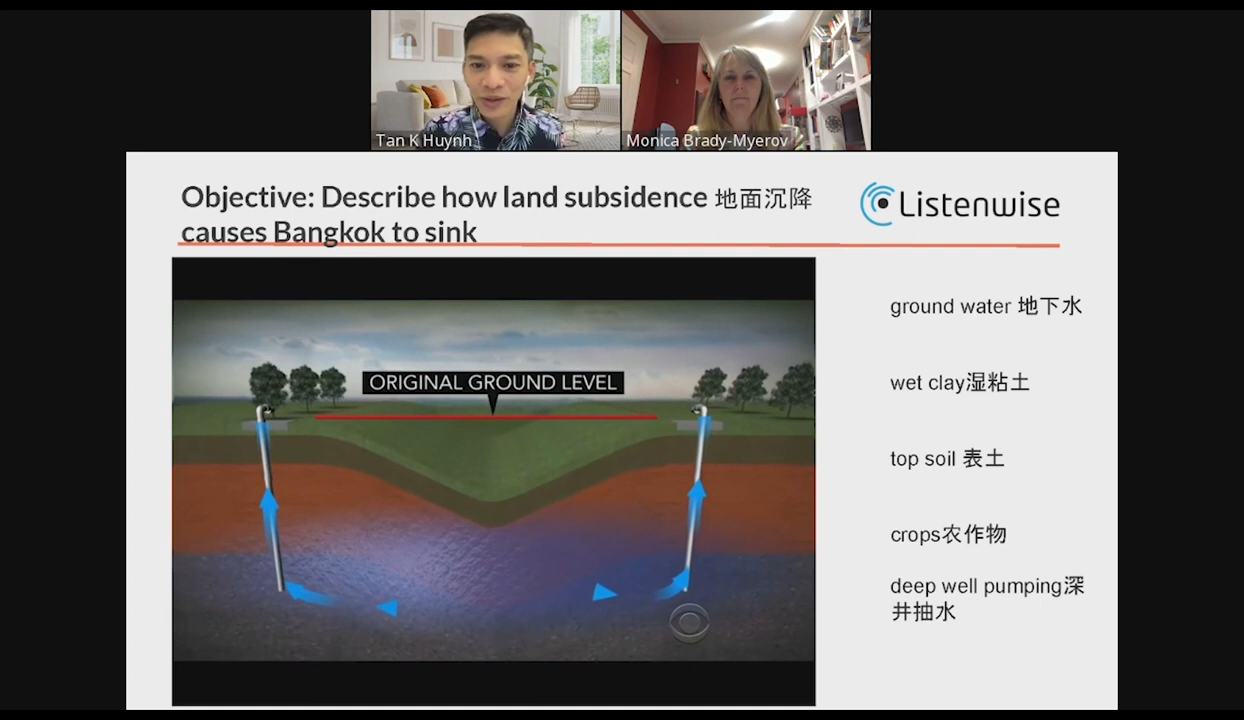 Tan K Huynh
Monica Brady-Myerov
Objective: Describe how land subsidence 地面沉降
causes Bangkok to sink
Listenwise
ORIGINAL GROUND LEVEL
ground water 地下水
wet clay湿粘土
top soil 表土
crops农作物
deep well pumping深
井抽水